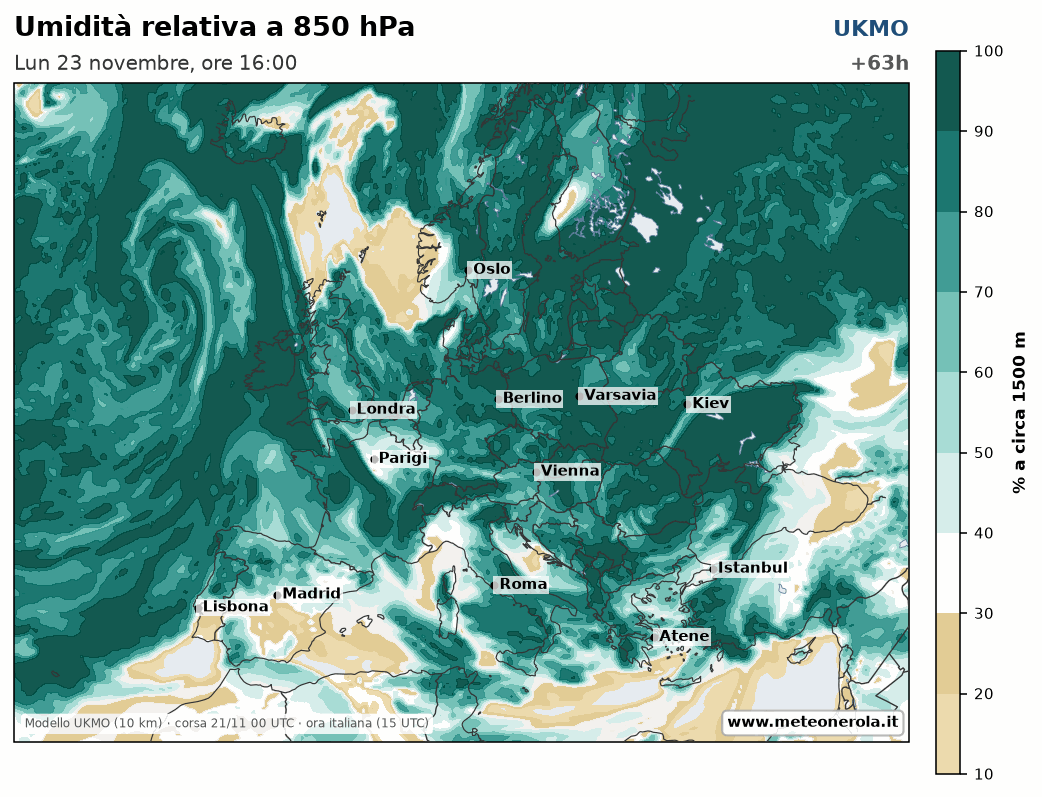 Umidità relativa a 850 hPa
UKMO
Lun 23 novembre, ore 16:00
+63h
100
90
80
70
60
50
40
30
20
10
% a circa 1500 m
Oslo
Berlino
Varsavia
Kiev
Londra
Parigi
Vienna
Istanbul
Roma
Madrid
Lisbona
Atene
Modello UKMO (10 km) · corsa 21/11 00 UTC · ora italiana (15 UTC)
www.meteonerola.it